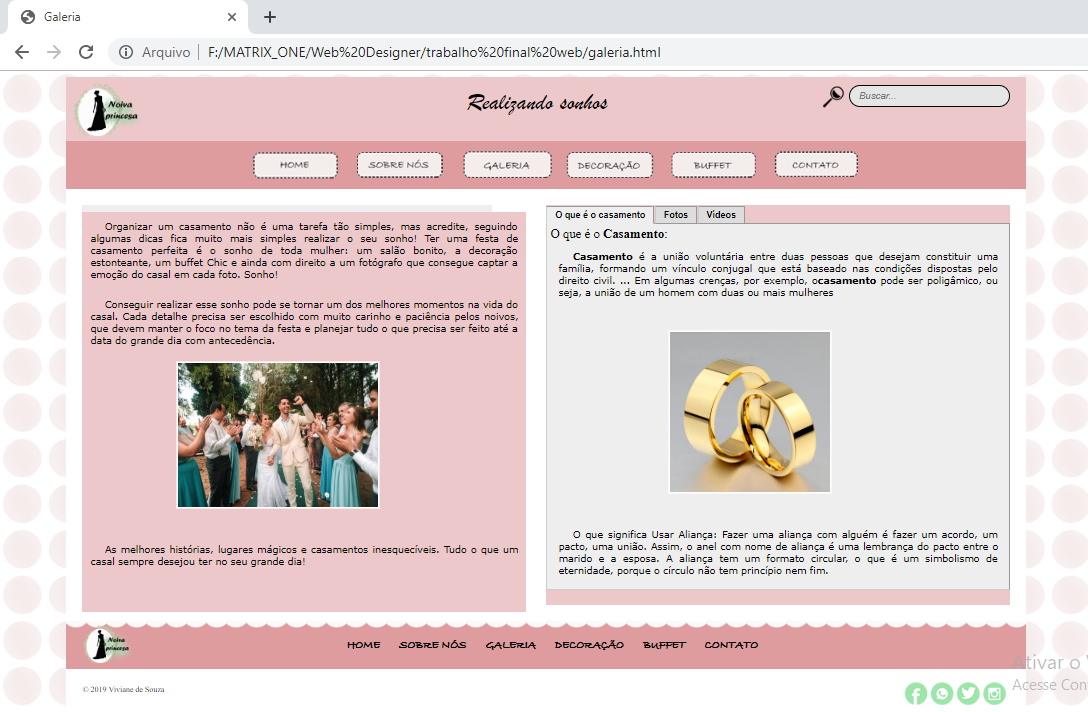 Galeria
Arquivo
F:/MATRIX_ONE/Web%20Designer/trabalho%20final%20web/galeria.html
Noiva
princesa
Realizando sonhos
Buscar...
HOME
SOBRE NÓS
GALERIA
DECORAÇÃO
BUFFET
CONTATO
Organizar um casamento não é uma tarefa tão simples, mas acredite, seguindo
algumas dicas fica muito mais simples realizar o seu sonho! Ter uma festa de
casamento perfeita é o sonho de toda mulher: um salão bonito, a decoração
estonteante, um buffet Chic e ainda com direito a um fotógrafo que consegue captar a
emoção do casal em cada foto. Sonho!
Conseguir realizar esse sonho pode se tornar um dos melhores momentos na vida do
casal. Cada detalhe precisa ser escolhido com muito carinho e paciência pelos noivos,
que devem manter o foco no tema da festa e planejar tudo o que precisa ser feito até a
data do grande dia com antecedência.
As melhores histórias, lugares mágicos e casamentos inesquecíveis. Tudo o que um
casal sempre desejou ter no seu grande dia!
O que é o casamento
Fotos
Vídeos
O que é o Casamento:
Casamento é a união voluntária entre duas pessoas que desejam constituir uma
família, formando um vínculo conjugal que está baseado nas condições dispostas pelo
direito civil. ... Em algumas crenças, por exemplo, ocasamento pode ser poligâmico, ou
seja, a união de um homem com duas ou mais mulheres
O que significa Usar Aliança: Fazer uma aliança com alguém é fazer um acordo, um
pacto, uma união. Assim, o anel com nome de aliança é uma lembrança do pacto entre o
marido e a esposa. A aliança tem um formato circular, o que é um simbolismo de
eternidade, porque o círculo não tem princípio nem fim.
Noiva
princesa
HOME
SOBRE NÓS
GALERIA
DECORAÇÃO
BUFFET
CONTATO
© 2019 Viviane de Souza
Ativar o
Acesse Con